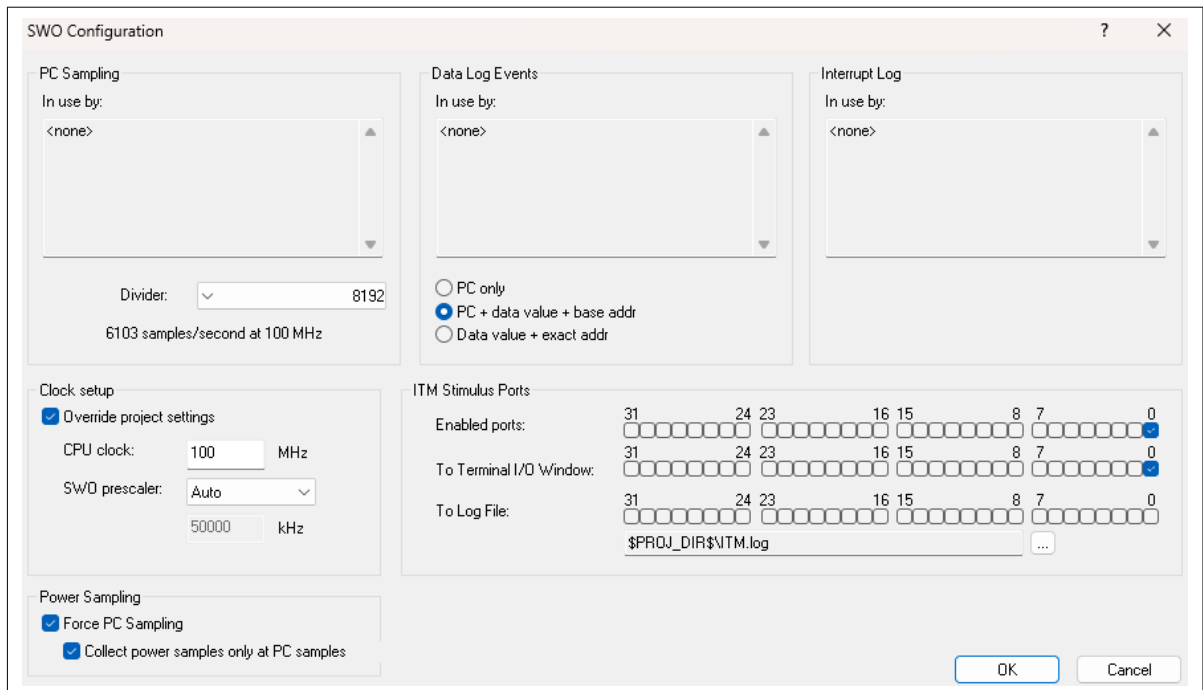 SWO Configuration
?
PC Sampling
In use by:
<none>
Divider:
8192
6103 samples/second at 100 MHz
Data Log Events
In use by:
<none>
PC only
PC + data value + base addr
Data value + exact addr
Interrupt Log
In use by:
<none>
Clock setup
Override project settings
CPU clock: 100 MHz
SWO prescaler: Auto
50000 kHz
ITM Stimulus Ports
31 24 23 16 15 8 7 0
Enabled ports:
31 24 23 16 15 8 7 0
To Terminal I/O Window:
31 24 23 16 15 8 7 0
To Log File:
$PROJ_DIR$\ITM.log
...
Power Sampling
Force PC Sampling
Collect power samples only at PC samples
OK
Cancel